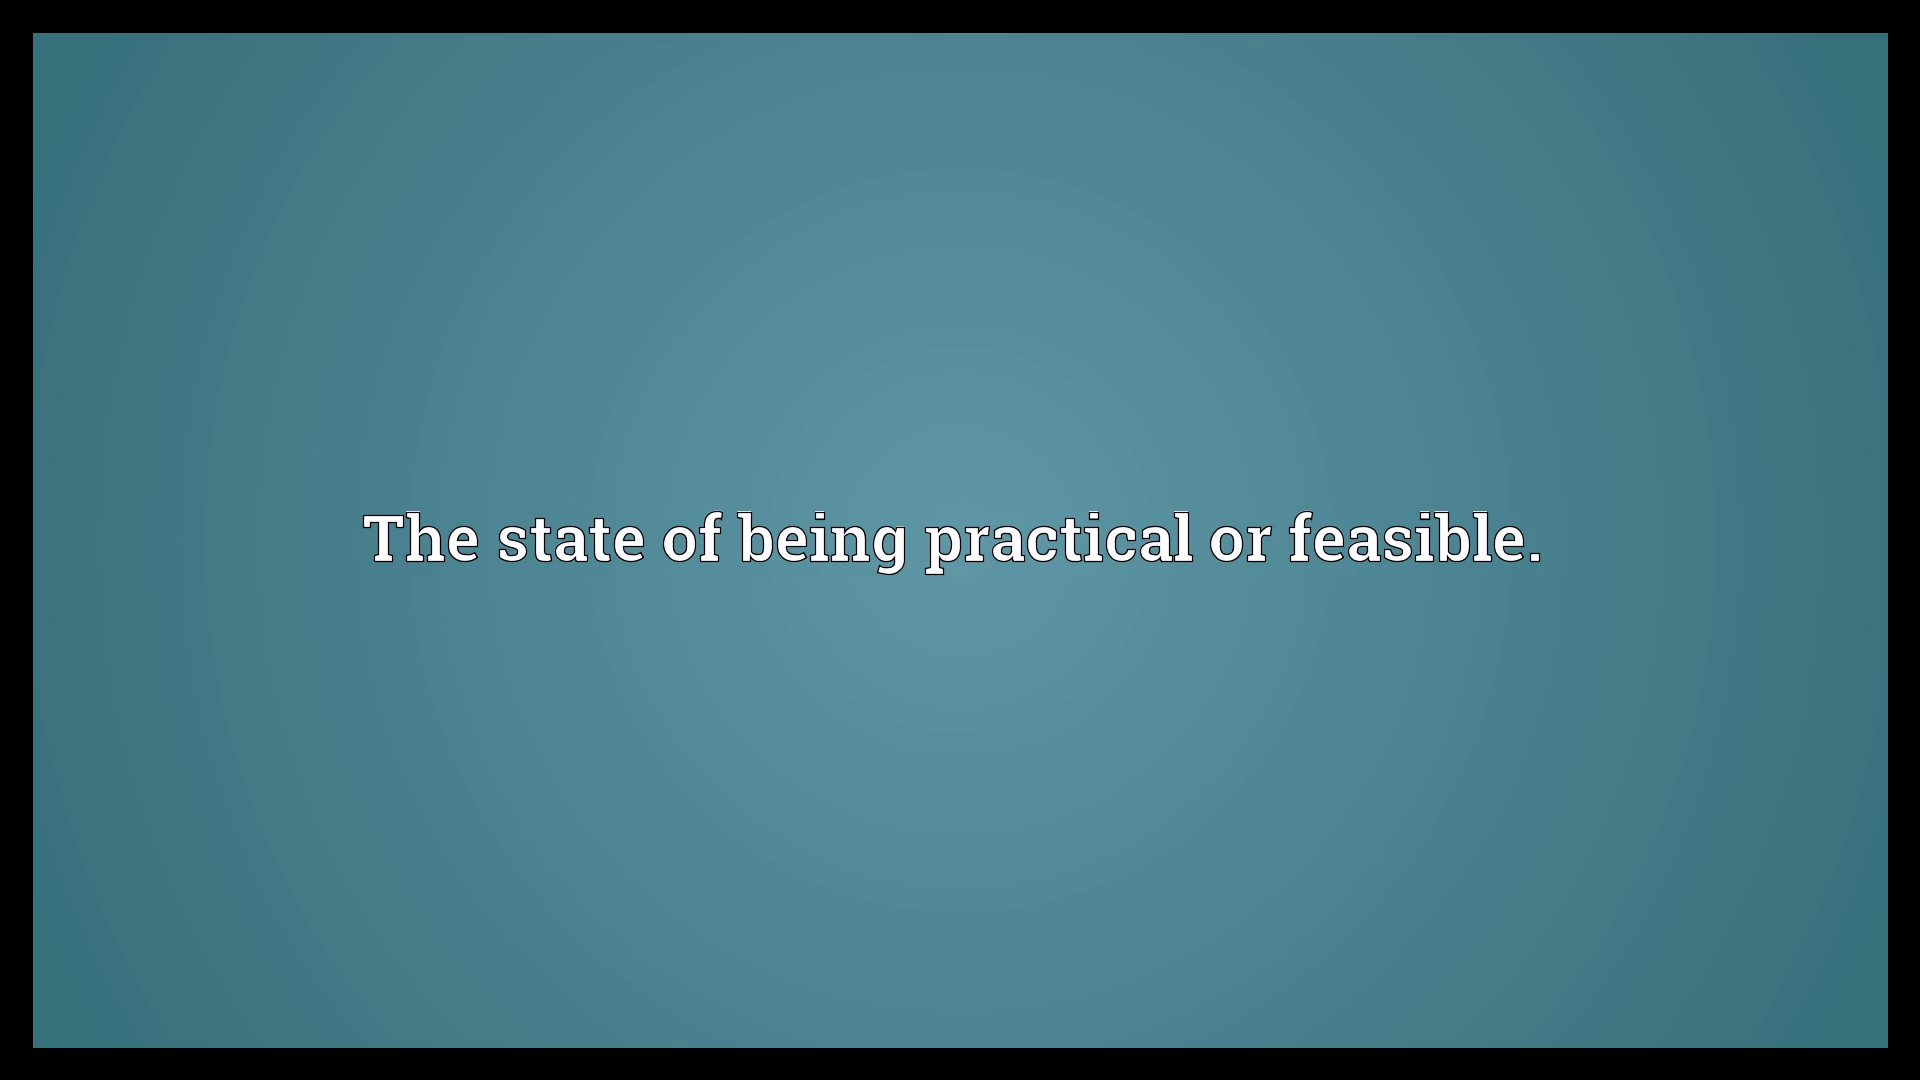 The state of being practical or feasible.